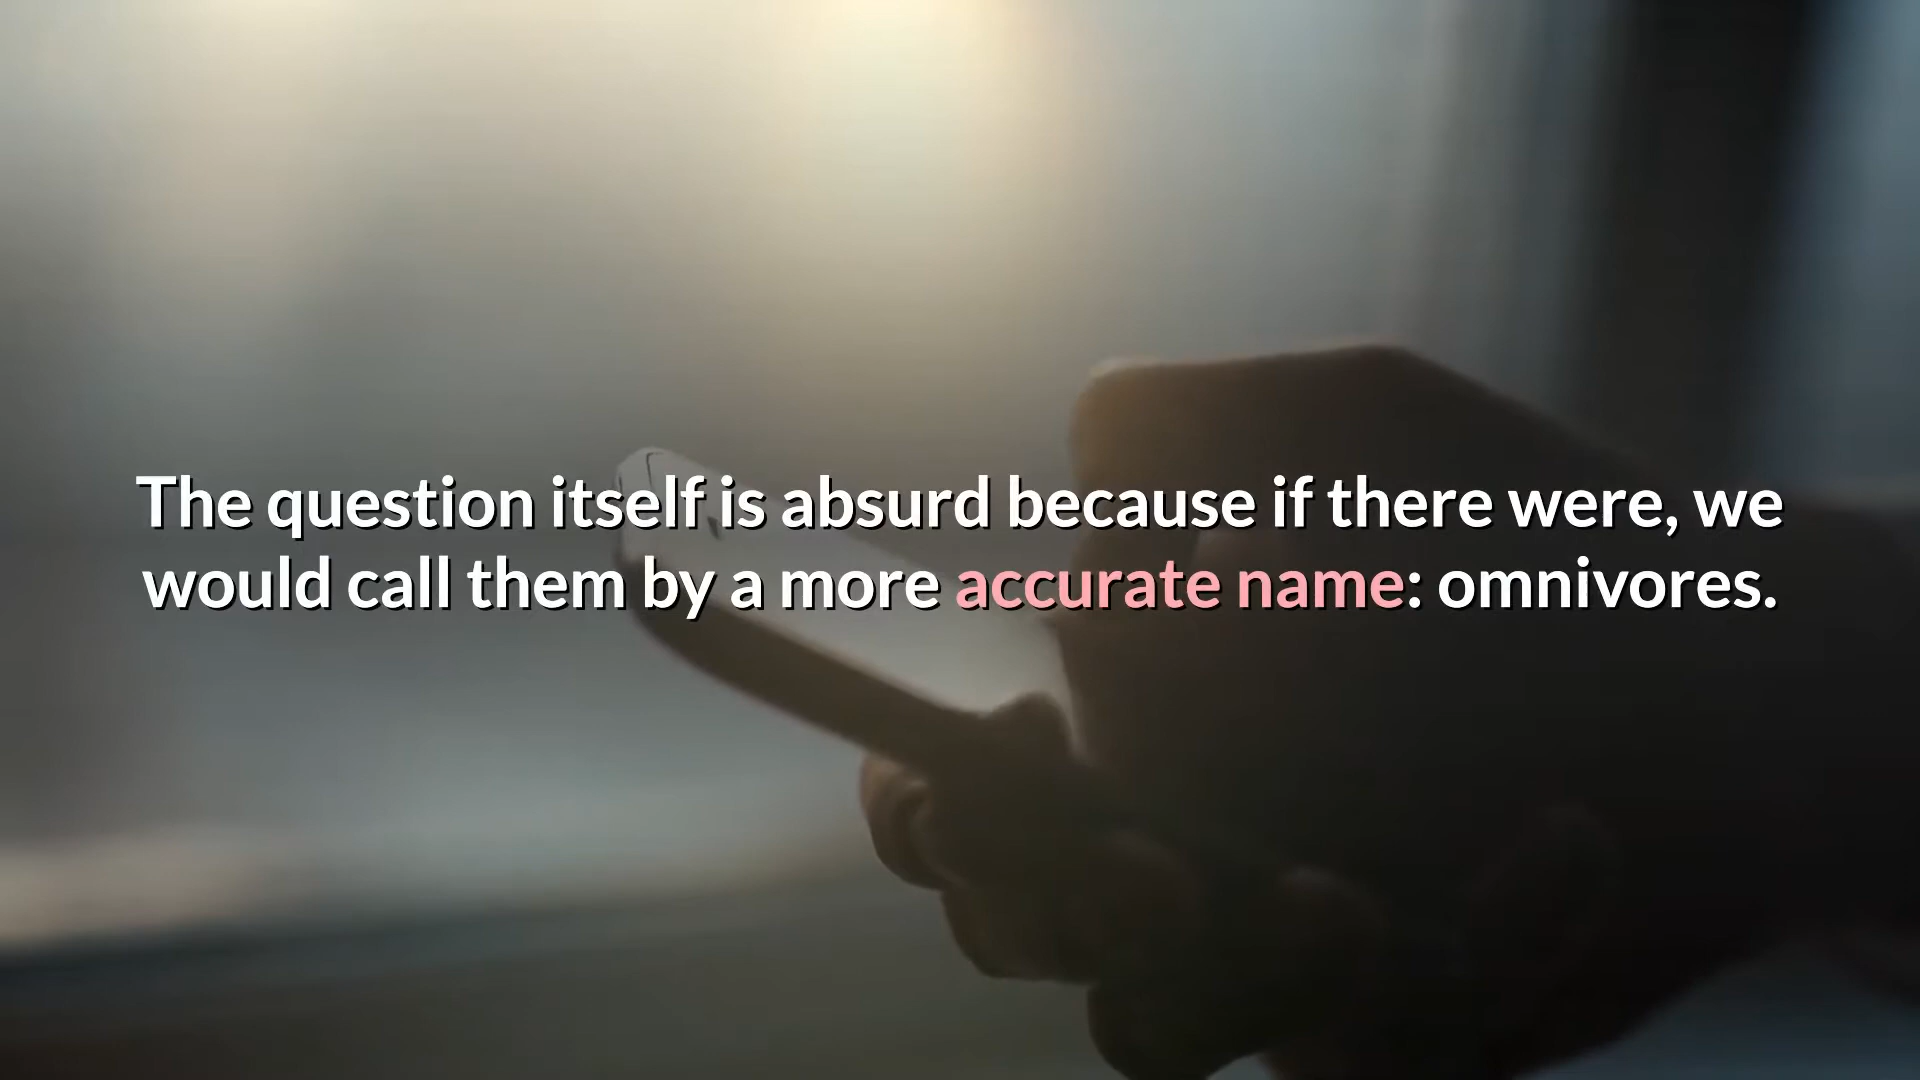 The question itself is absurd because if there were, we
would call them by a more accurate name: omnivores.